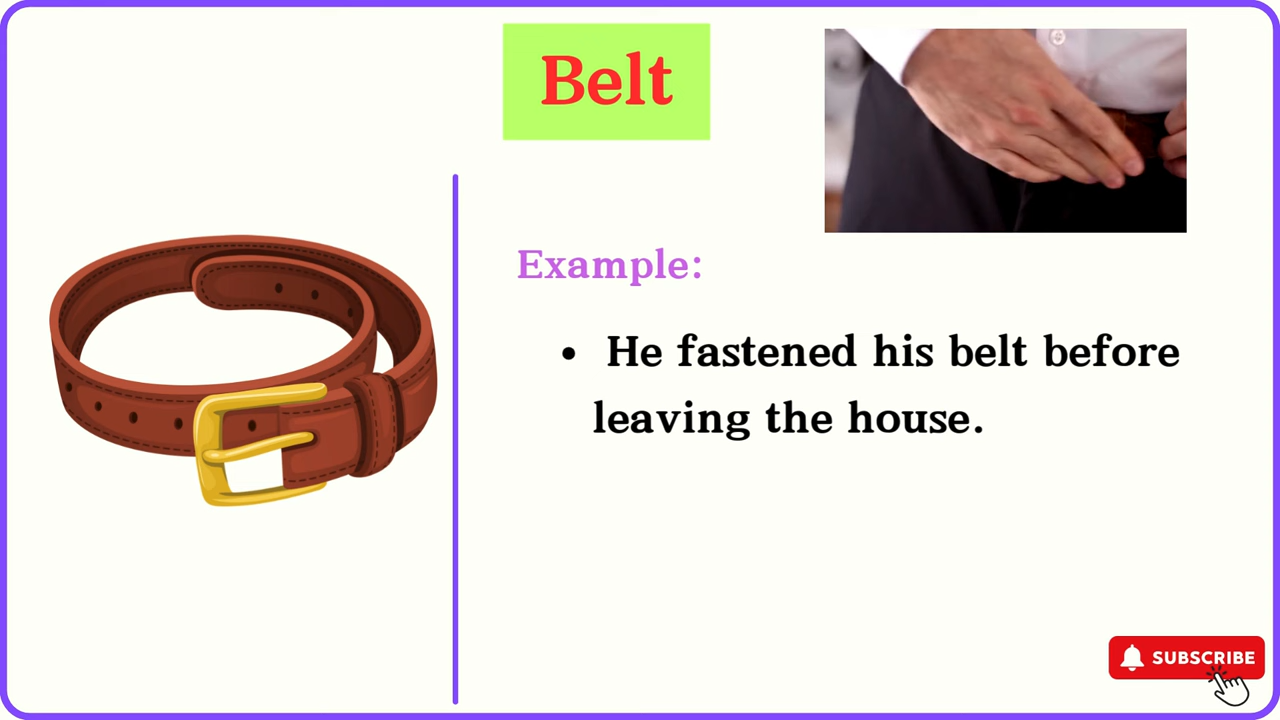 Belt
Example:
• He fastened his belt before
leaving the house.
SUBSCRIBE